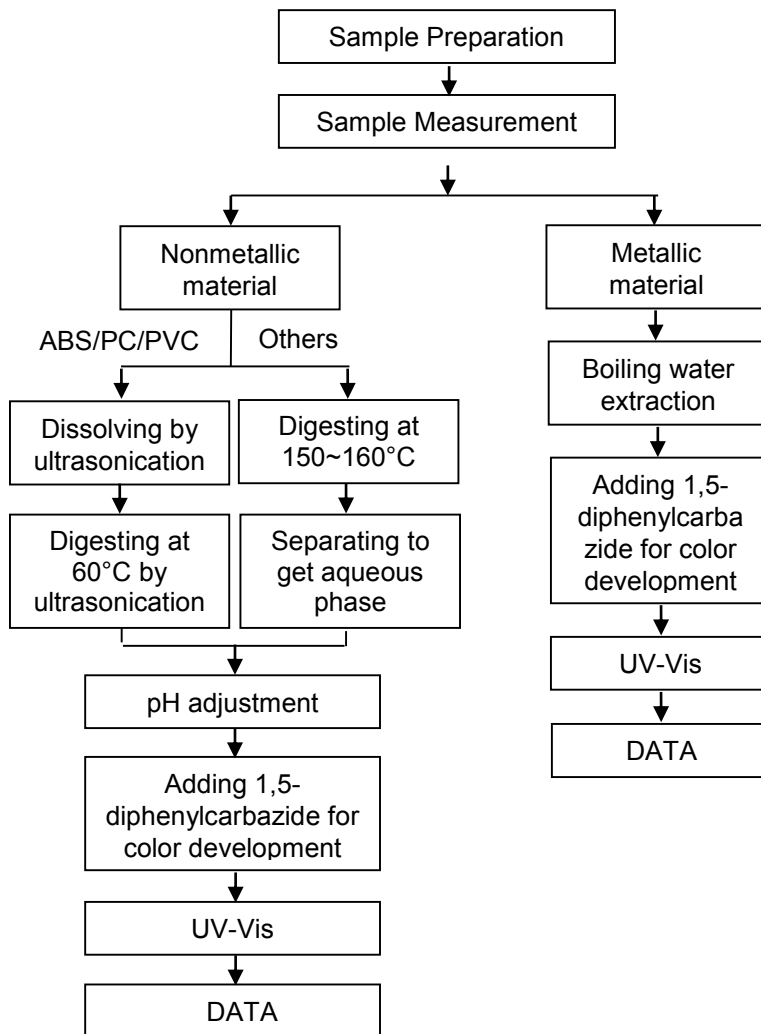 Sample Preparation
Sample Measurement
Nonmetallic
material
Metallic
material
ABS/PC/PVC
Others
Boiling water
extraction
Dissolving by
ultrasonication
Digesting at
150~160°C
Adding 1,5-
diphenylcarba
zide for color
development
Digesting at
60°C by
ultrasonication
Separating to
get aqueous
phase
UV-Vis
pH adjustment
DATA
Adding 1,5-
diphenylcarbazide for
color development
UV-Vis
DATA